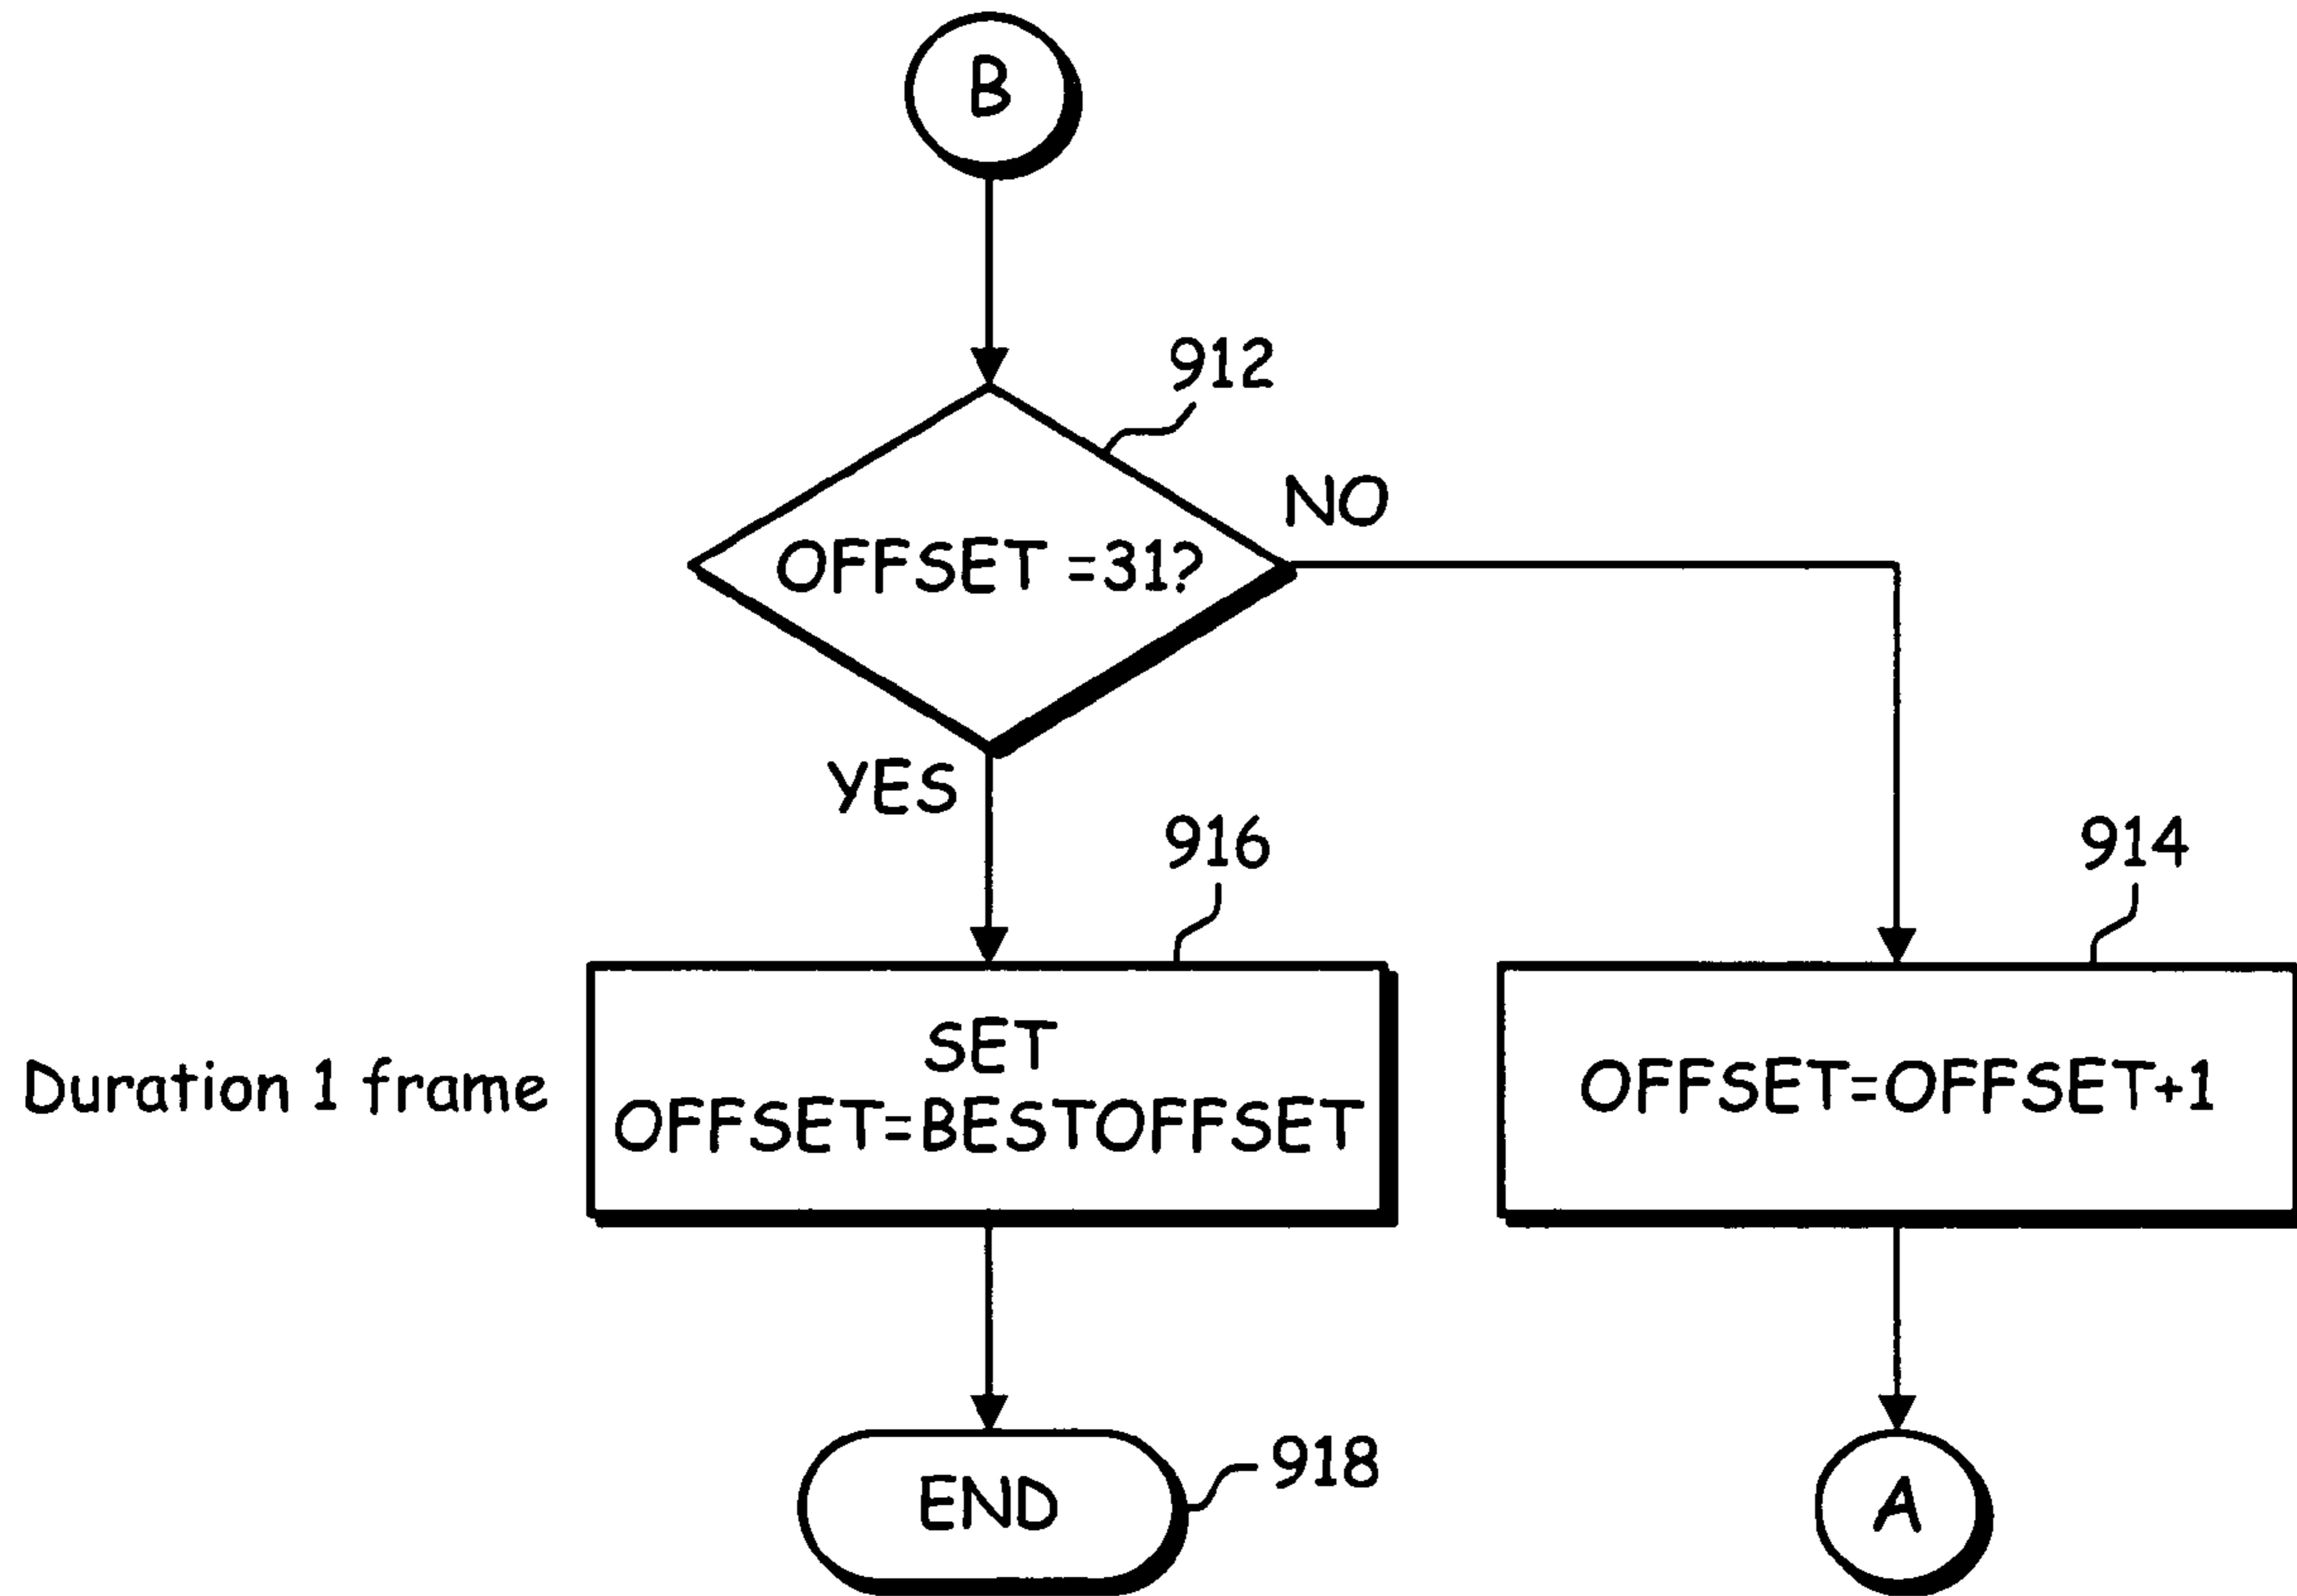 B
912
NO
OFFSET =31?
YES
916
914
SET
OFFSET=BESTOFFSET
Duration 1 frame
OFFSET=OFFSET+1
END
918
A